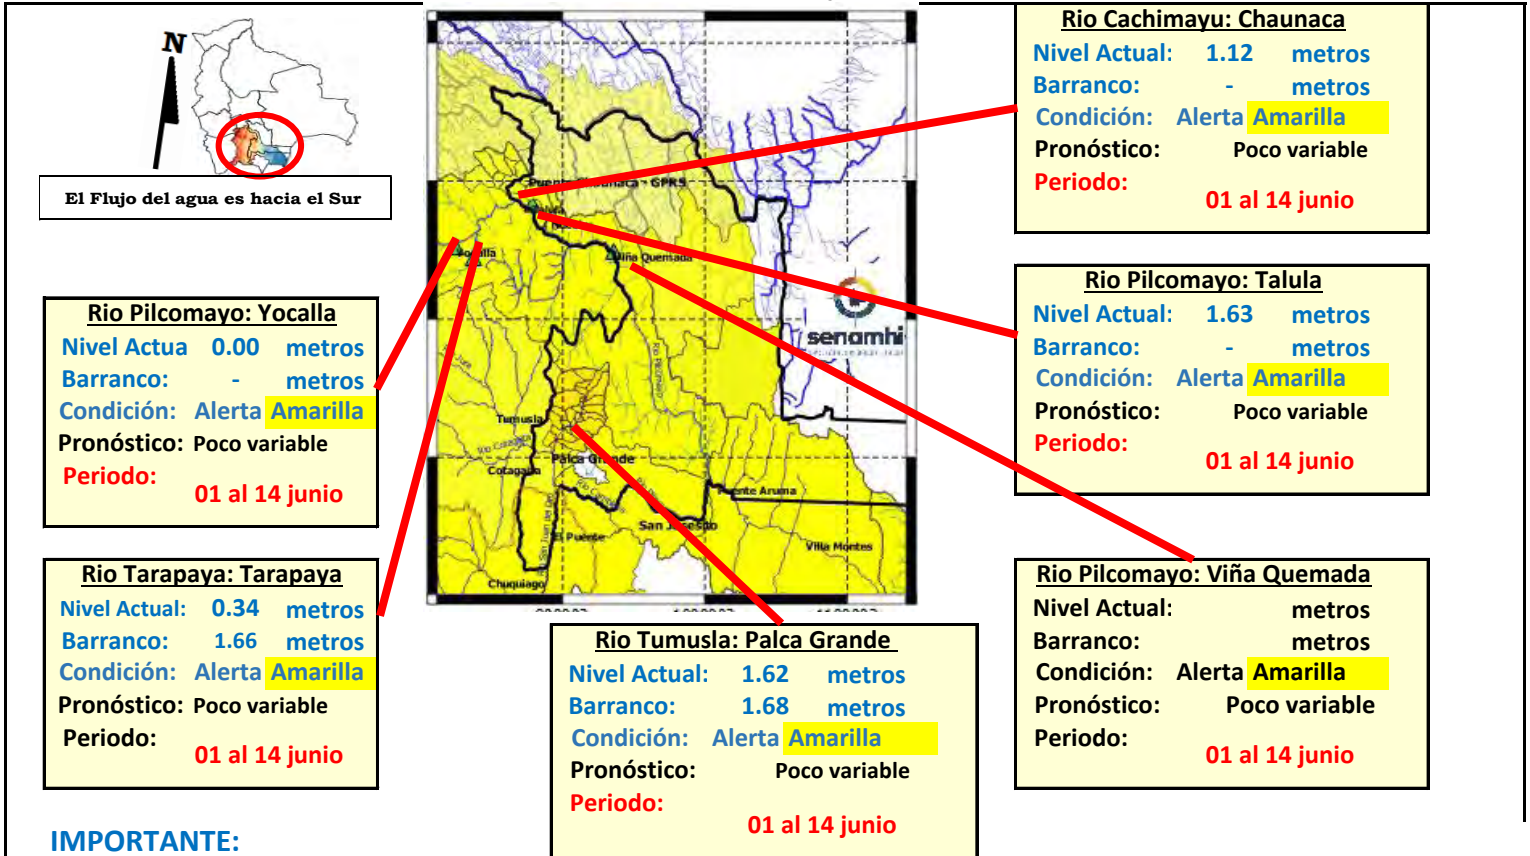 N
El Flujo del agua es hacia el Sur
Rio Pilcomayo: Yocalla
Nivel Actua 0.00 metros
Barranco: - metros
Condición: Alerta Amarilla
Pronóstico: Poco variable
Periodo:
01 al 14 junio
Rio Tarapaya: Tarapaya
Nivel Actual: 0.34 metros
Barranco: 1.66 metros
Condición: Alerta Amarilla
Pronóstico: Poco variable
Periodo:
01 al 14 junio
IMPORTANTE:
Puente Chaunaca - GPRS
Talula
Yocalla
Viña Quemada
senamhi
Rio Pilcomayo
Tumusla
Palca Grande
Cotagaita
Puente Aruma
San Josesito
El Puente
Villa Montes
Chuquiago
Rio Tumusla: Palca Grande
Nivel Actual: 1.62 metros
Barranco: 1.68 metros
Condición: Alerta Amarilla
Pronóstico: Poco variable
Periodo:
01 al 14 junio
Rio Cachimayu: Chaunaca
Nivel Actual: 1.12 metros
Barranco: - metros
Condición: Alerta Amarilla
Pronóstico: Poco variable
Periodo:
01 al 14 junio
Rio Pilcomayo: Talula
Nivel Actual: 1.63 metros
Barranco: - metros
Condición: Alerta Amarilla
Pronóstico: Poco variable
Periodo:
01 al 14 junio
Rio Pilcomayo: Viña Quemada
Nivel Actual: metros
Barranco: metros
Condición: Alerta Amarilla
Pronóstico: Poco variable
Periodo:
01 al 14 junio